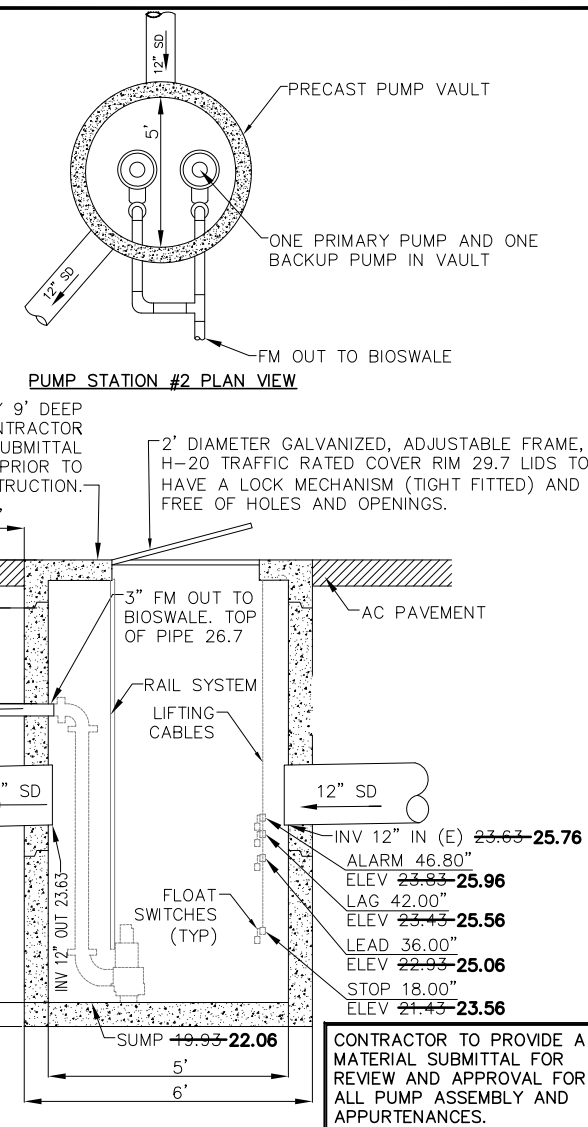 12" SD
PRECAST PUMP VAULT
5'
ONE PRIMARY PUMP AND ONE
BACKUP PUMP IN VAULT
12" SD
FM OUT TO BIOSWALE
PUMP STATION #2 PLAN VIEW
9' DEEP
NTRACTOR
SUBMITTAL
PRIOR TO
STRUCTION.
2' DIAMETER GALVANIZED, ADJUSTABLE FRAME,
H-20 TRAFFIC RATED COVER RIM 29.7 LIDS TO
HAVE A LOCK MECHANISM (TIGHT FITTED) AND
FREE OF HOLES AND OPENINGS.
3" FM OUT TO
BIOSWALE. TOP
OF PIPE 26.7
AC PAVEMENT
RAIL SYSTEM
LIFTING
CABLES
" SD
12" SD
INV 12" IN (E) 23.63 25.76
ALARM 46.80"
ELEV 23.83 25.96
LAG 42.00"
ELEV 23.43 25.56
LEAD 36.00"
ELEV 22.93 25.06
STOP 18.00"
ELEV 21.43 23.56
INV 12" OUT 23.63
FLOAT
SWITCHES
(TYP)
SUMP 19.93 22.06
5'
6'
CONTRACTOR TO PROVIDE A
MATERIAL SUBMITTAL FOR
REVIEW AND APPROVAL FOR
ALL PUMP ASSEMBLY AND
APPURTENANCES.